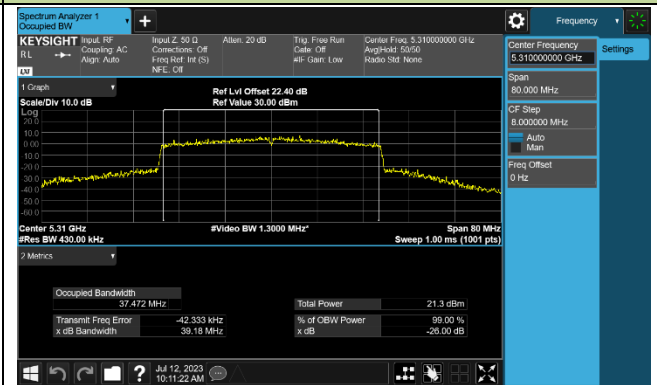 Spectrum Analyzer 1
Occupied BW
Frequency
KEYSIGHT
RL
LXI
Input: RF
Coupling: AC
Align: Auto
Input Z: 50 Ω
Corrections: Off
Freq Ref: Int (S)
NFE: Off
Atten: 20 dB
Trig: Free Run
Gate: Off
#IF Gain: Low
Center Freq: 5.310000000 GHz
Avg|Hold: 50/50
Radio Std: None
Center Frequency
5.310000000 GHz
Settings
Span
80.000 MHz
CF Step
8.000000 MHz
Auto
Man
Freq Offset
0 Hz
1 Graph
Scale/Div 10.0 dB
Ref Lvl Offset 22.40 dB
Ref Value 30.00 dBm
Log
20.0
10.0
0.00
-10.0
-20.0
-30.0
-40.0
-50.0
-60.0
Center 5.31 GHz
#Video BW 1.3000 MHz*
Span 80 MHz
#Res BW 430.00 kHz
Sweep 1.00 ms (1001 pts)
2 Metrics
Occupied Bandwidth
37.472 MHz
Total Power
21.3 dBm
Transmit Freq Error
-42.333 kHz
% of OBW Power
99.00 %
x dB Bandwidth
39.18 MHz
x dB
-26.00 dB
?
Jul 12, 2023
10:11:22 AM